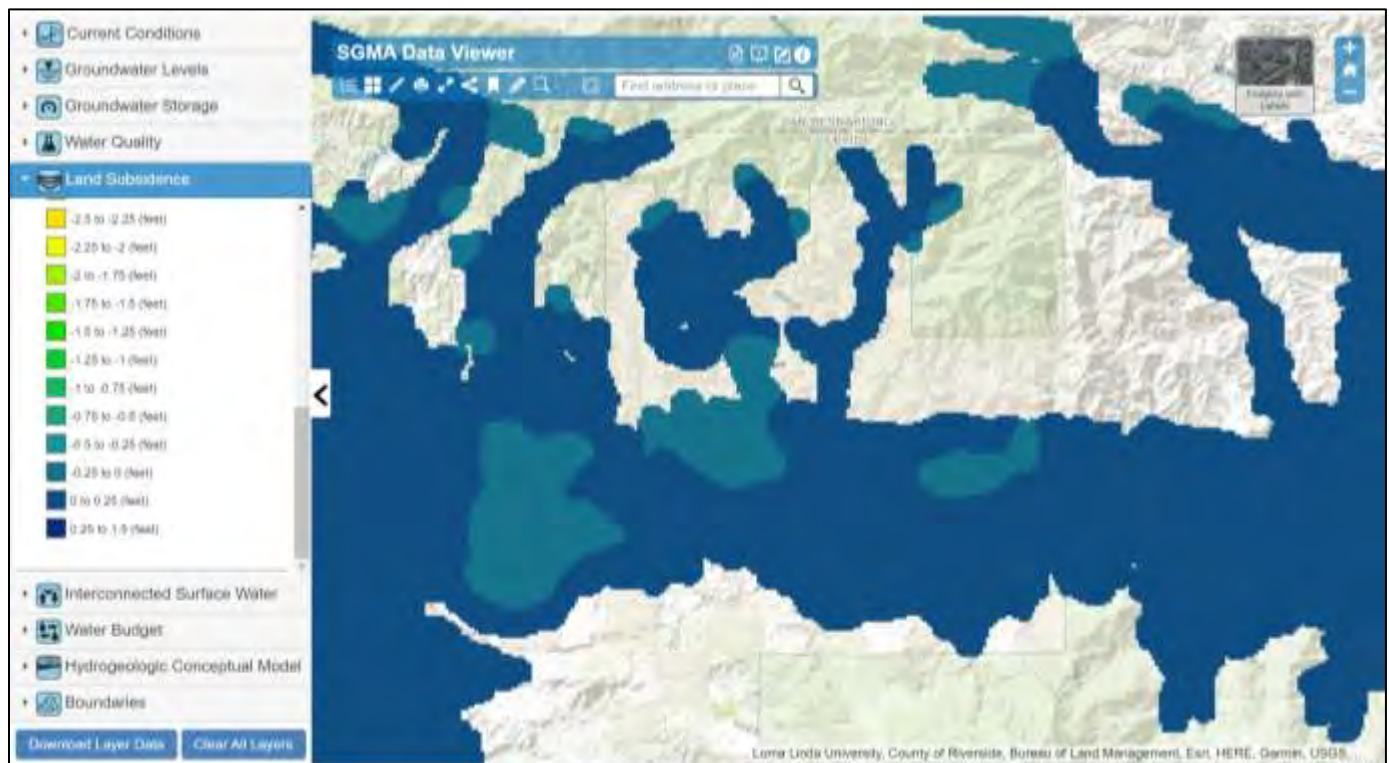 Current Conditions
Groundwater Levels
Groundwater Storage
Water Quality
Land Subsidence
-2.5 to -2.25 (feet)
-2.25 to -2 (feet)
-2 to -1.75 (feet)
-1.75 to -1.5 (feet)
-1.5 to -1.25 (feet)
-1.25 to -1 (feet)
-1 to -0.75 (feet)
-0.75 to -0.5 (feet)
-0.5 to -0.25 (feet)
-0.25 to 0 (feet)
0 to 0.25 (feet)
0.25 to 1.5 (feet)
Interconnected Surface Water
Water Budget
Hydrogeologic Conceptual Model
Boundaries
Download Layer Data
Clear All Layers
SGMA Data Viewer
Find address or place
SAN BERNARDINO
Labels
Loma Linda University, County of Riverside, Bureau of Land Management, Esri, HERE, Garmin, USGS,